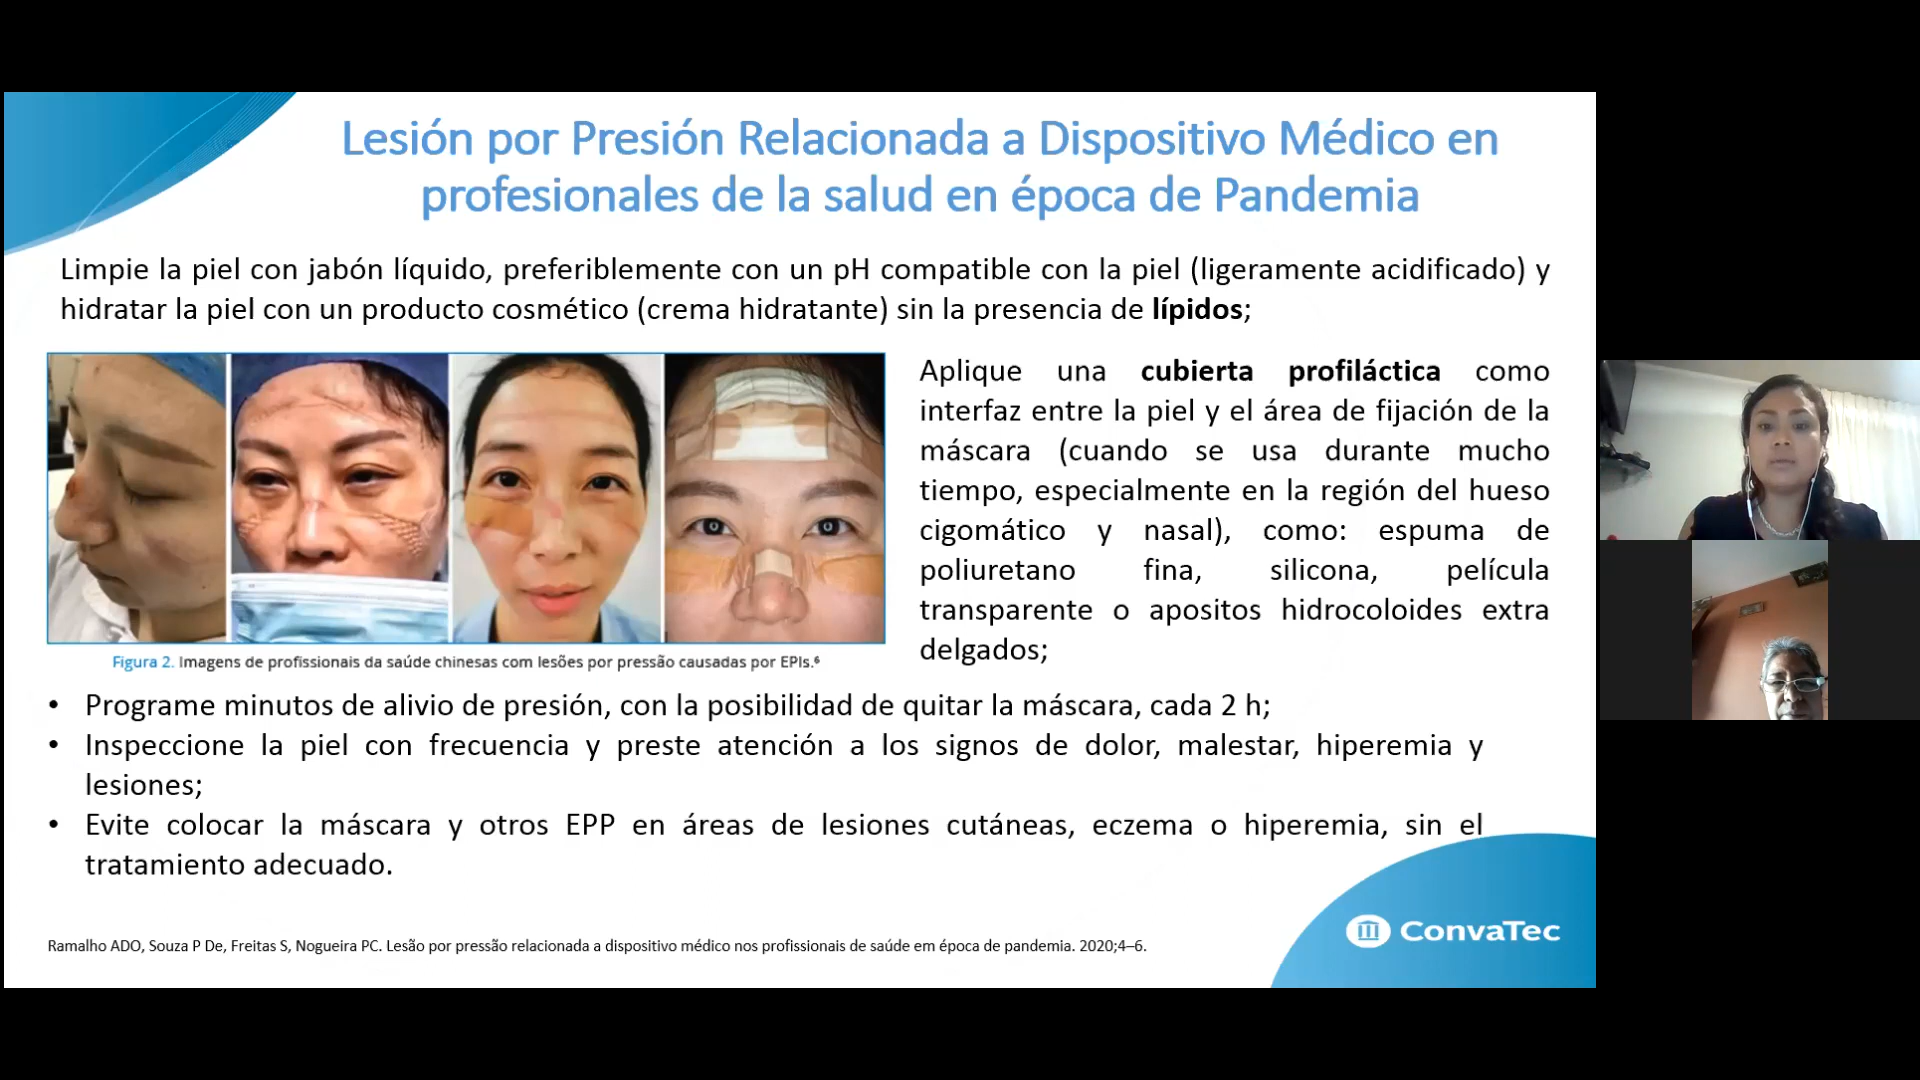 Lesión por Presión Relacionada a Dispositivo Médico en
profesionales de la salud en época de Pandemia
Limpie la piel con jabón líquido, preferiblemente con un pH compatible con la piel (ligeramente acidificado) y
hidratar la piel con un producto cosmético (crema hidratante) sin la presencia de lípidos;
Aplique una cubierta profiláctica como
interfaz entre la piel y el área de fijación de la
máscara (cuando se usa durante mucho
tiempo, especialmente en la región del hueso
cigomático y nasal), como: espuma de
poliuretano fina, silicona, película
transparente o apositos hidrocoloides extra
delgados;
Figura 2. Imagens de profissionais da saúde chinesas com lesões por pressão causadas por EPIs.⁶
• Programe minutos de alivio de presión, con la posibilidad de quitar la máscara, cada 2 h;
• Inspeccione la piel con frecuencia y preste atención a los signos de dolor, malestar, hiperemia y
lesiones;
• Evite colocar la máscara y otros EPP en áreas de lesiones cutáneas, eczema o hiperemia, sin el
tratamiento adecuado.
ConvaTec
Ramalho ADO, Souza P De, Freitas S, Nogueira PC. Lesão por pressão relacionada a dispositivo médico nos profissionais de saúde em época de pandemia. 2020;4–6.